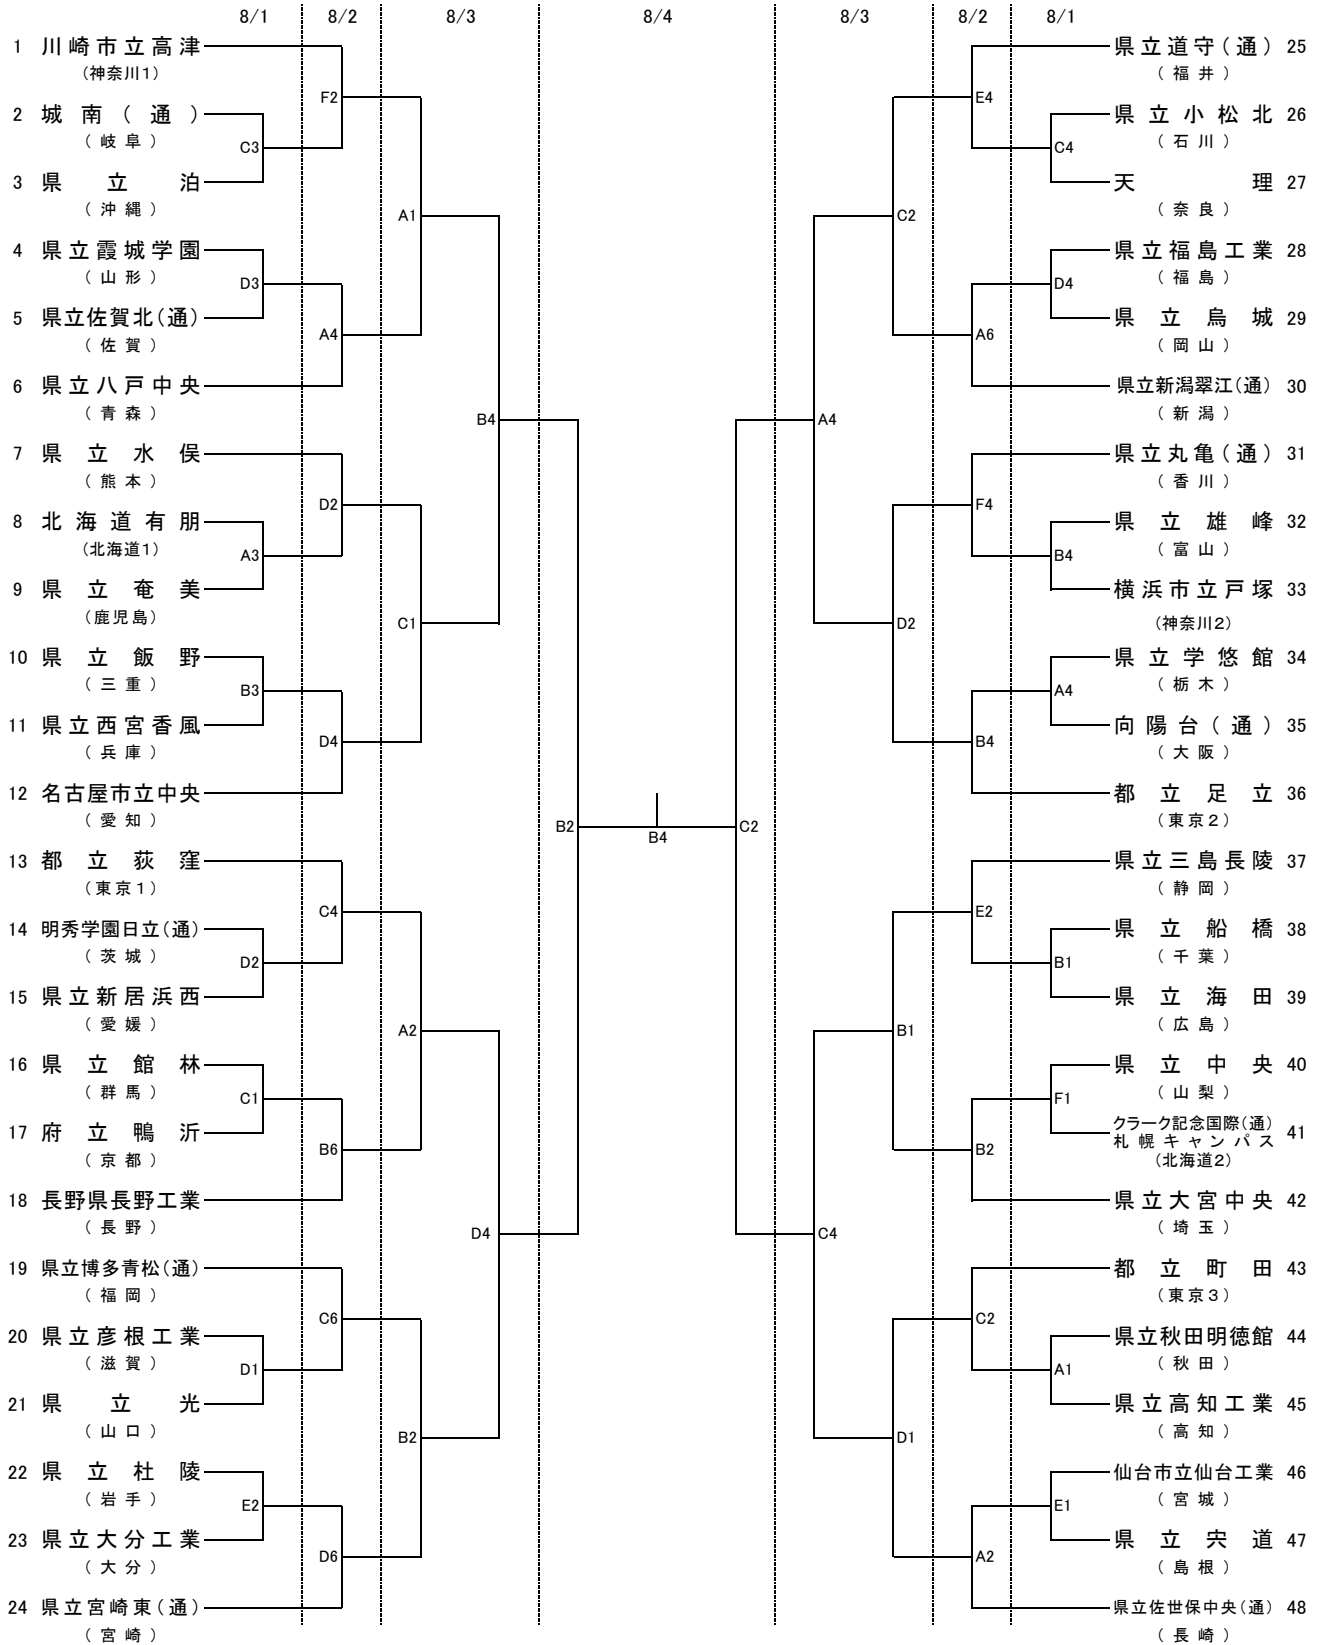 8/1 8/2 8/3 8/4 8/3 8/2 8/1
1 川崎市立高津
(神奈川1)
2 城南(通)
(岐阜)
3 県立泊
(沖縄)
4 県立霞城学園
(山形)
5 県立佐賀北(通)
(佐賀)
6 県立八戸中央
(青森)
7 県立水俣
(熊本)
8 北海道有朋
(北海道1)
9 県立奄美
(鹿児島)
10 県立飯野
(三重)
11 県立西宮香風
(兵庫)
12 名古屋市立中央
(愛知)
13 都立荻窪
(東京1)
14 明秀学園日立(通)
(茨城)
15 県立新居浜西
(愛媛)
16 県立館林
(群馬)
17 府立鴨沂
(京都)
18 長野県長野工業
(長野)
19 県立博多青松(通)
(福岡)
20 県立彦根工業
(滋賀)
21 県立光
(山口)
22 県立杜陵
(岩手)
23 県立大分工業
(大分)
24 県立宮崎東(通)
(宮崎)
C3
D3
A3
B3
D2
C1
D1
E2
F2
A4
D2
D4
C4
B6
C6
D6
A1
C1
A2
B2
B4
D4
B2
B4
C2
A4
C4
C2
D2
B1
D1
E4
A6
F4
B4
E2
B2
C2
A2
C4
D4
B4
A4
B1
F1
A1
E1
県立道守(通) 25
(福井)
県立小松北 26
(石川)
天理 27
(奈良)
県立福島工業 28
(福島)
県立烏城 29
(岡山)
県立新潟翠江(通) 30
(新潟)
県立丸亀(通) 31
(香川)
県立雄峰 32
(富山)
横浜市立戸塚 33
(神奈川2)
県立学悠館 34
(栃木)
向陽台(通) 35
(大阪)
都立足立 36
(東京2)
県立三島長陵 37
(静岡)
県立船橋 38
(千葉)
県立海田 39
(広島)
県立中央 40
(山梨)
クラーク記念国際(通)
札幌キャンパス 41
(北海道2)
県立大宮中央 42
(埼玉)
都立町田 43
(東京3)
県立秋田明徳館 44
(秋田)
県立高知工業 45
(高知)
仙台市立仙台工業 46
(宮城)
県立宍道 47
(島根)
県立佐世保中央(通) 48
(長崎)